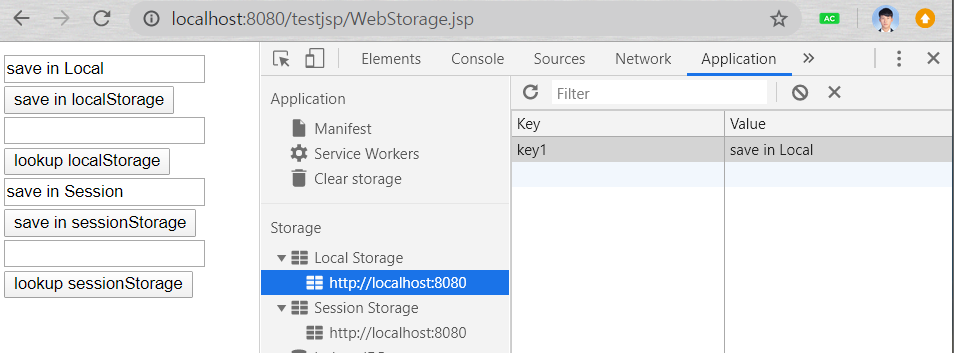 localhost:8080/testjsp/WebStorage.jsp
AC
save in Local
save in localStorage
lookup localStorage
save in Session
save in sessionStorage
lookup sessionStorage
Elements Console Sources Network Application
Application
Manifest
Service Workers
Clear storage
Storage
Local Storage
http://localhost:8080
Session Storage
http://localhost:8080
Filter
Key Value
key1 save in Local